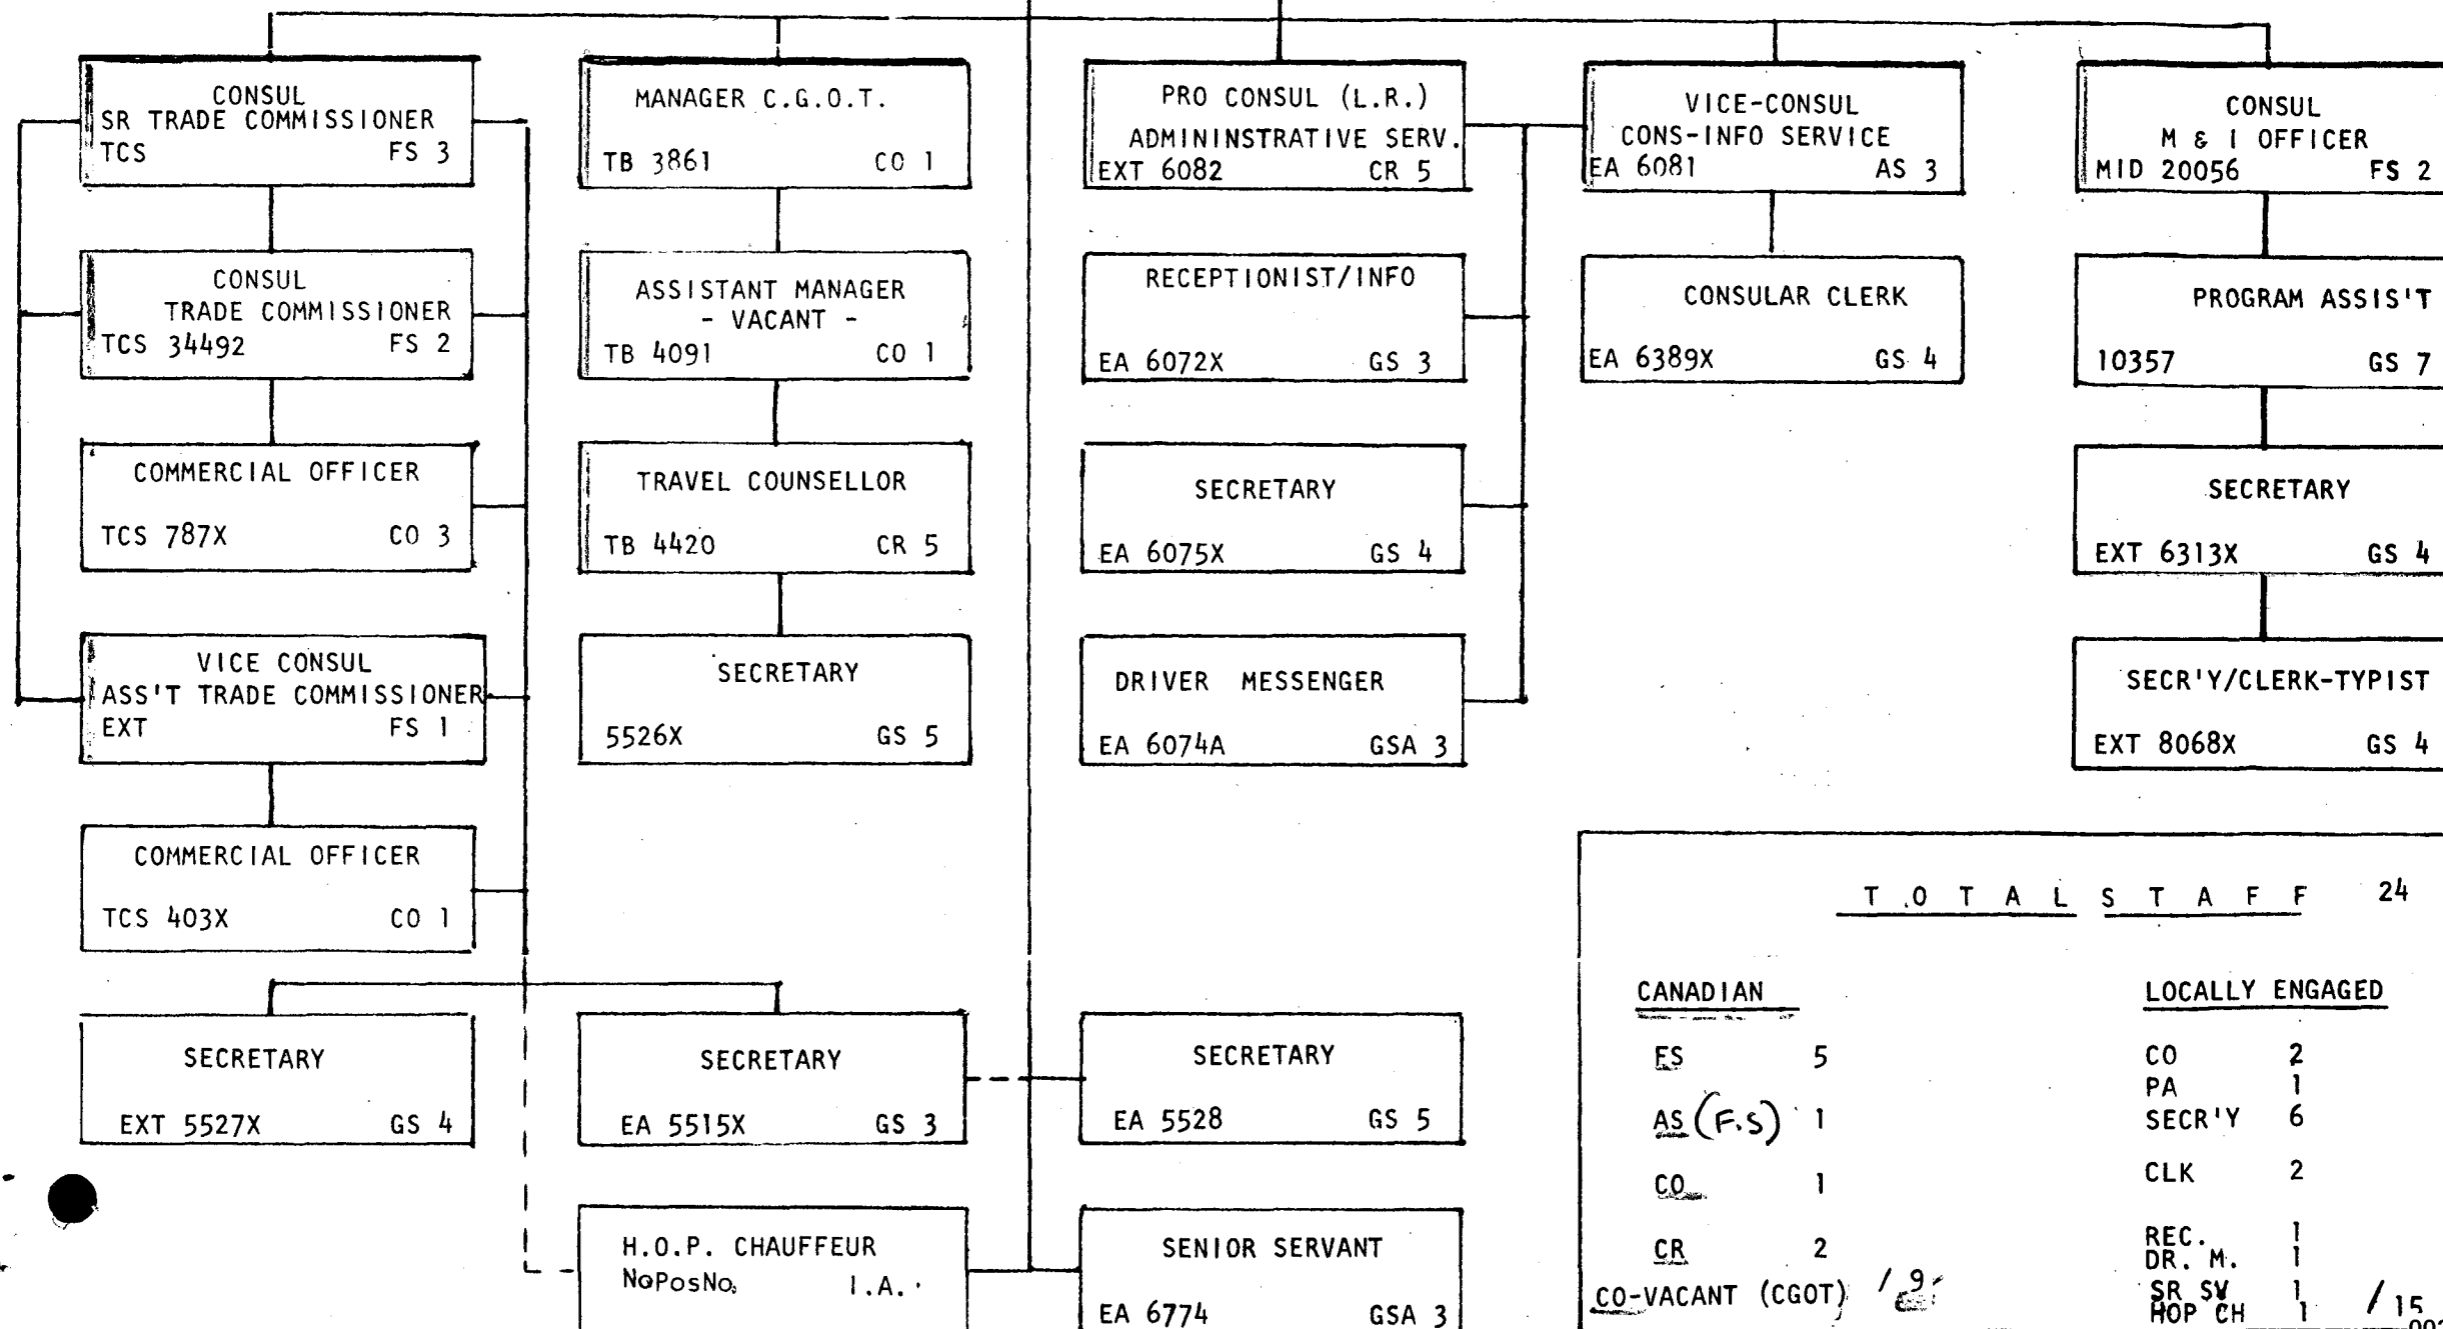 CONSUL
SR TRADE COMMISSIONER
TCS FS 3
MANAGER C.G.O.T.
TB 3861 CO 1
PRO CONSUL (L.R.)
ADMININSTRATIVE SERV.
EXT 6082 CR 5
VICE-CONSUL
CONS-INFO SERVICE
EA 6081 AS 3
CONSUL
M & I OFFICER
MID 20056 FS 2
CONSUL
TRADE COMMISSIONER
TCS 34492 FS 2
ASSISTANT MANAGER
- VACANT -
TB 4091 CO 1
RECEPTIONIST/INFO
EA 6072X GS 3
CONSULAR CLERK
EA 6389X GS 4
PROGRAM ASSIS'T
10357 GS 7
COMMERCIAL OFFICER
TCS 787X CO 3
TRAVEL COUNSELLOR
TB 4420 CR 5
SECRETARY
EA 6075X GS 4
SECRETARY
EXT 6313X GS 4
VICE CONSUL
ASS'T TRADE COMMISSIONER
EXT FS 1
SECRETARY
5526X GS 5
DRIVER MESSENGER
EA 6074A GSA 3
SECR'Y/CLERK-TYPIST
EXT 8068X GS 4
COMMERCIAL OFFICER
TCS 403X CO 1
SECRETARY
EXT 5527X GS 4
SECRETARY
EA 5515X GS 3
SECRETARY
EA 5528 GS 5
H.O.P. CHAUFFEUR
NoPosNo. I.A.
SENIOR SERVANT
EA 6774 GSA 3
T O T A L S T A F F 24
CANADIAN
FS 5
AS (F.S) 1
CO 1
CR 2
CO-VACANT (CGOT) / 9
LOCALLY ENGAGED
CO 2
PA 1
SECR'Y 6
CLK 2
REC. 1
DR. M. 1
SR SV 1
HOP CH 1 / 15